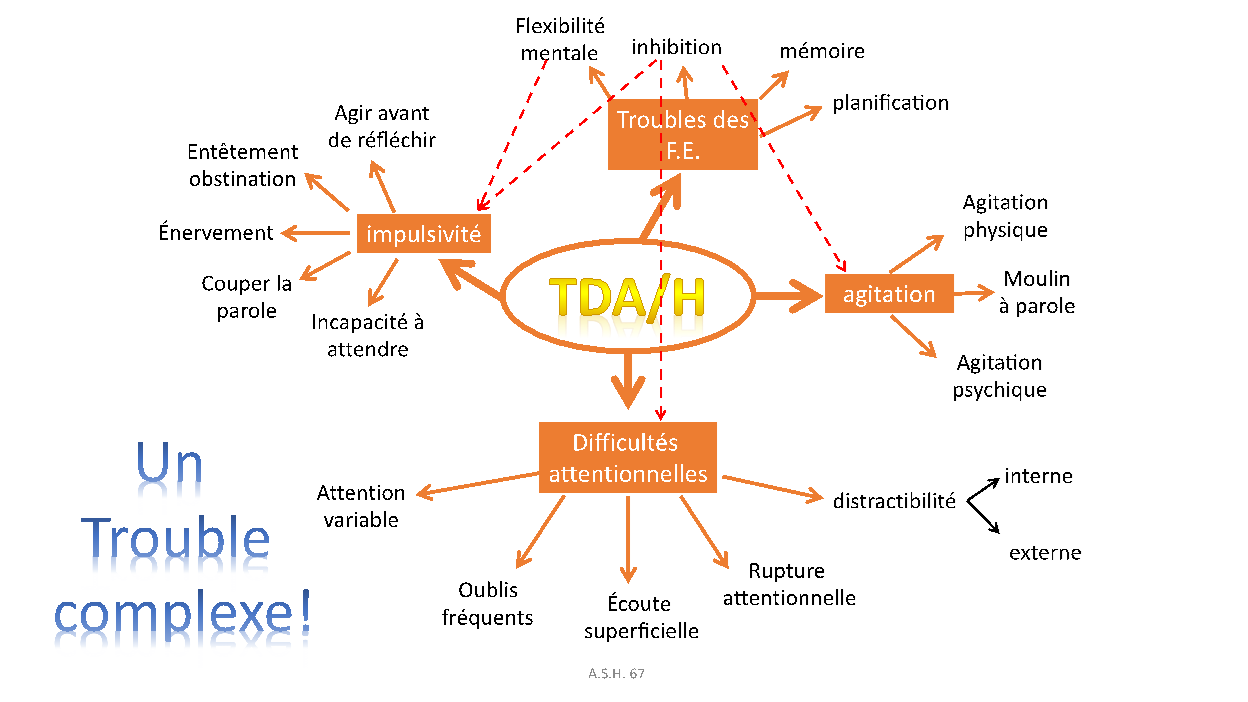 Flexibilité
mentale
inhibition
mémoire
planification
Troubles des
F.E.
Agir avant
de réfléchir
Entêtement
obstination
Énervement
impulsivité
Couper la
parole
Incapacité à
attendre
TDA/H
Agitation
physique
agitation
Moulin
à parole
Agitation
psychique
Difficultés
attentionnelles
Attention
variable
Oublis
fréquents
Écoute
superficielle
Rupture
attentionnelle
distractibilité
interne
externe
Un
Trouble
complexe!
A.S.H. 67